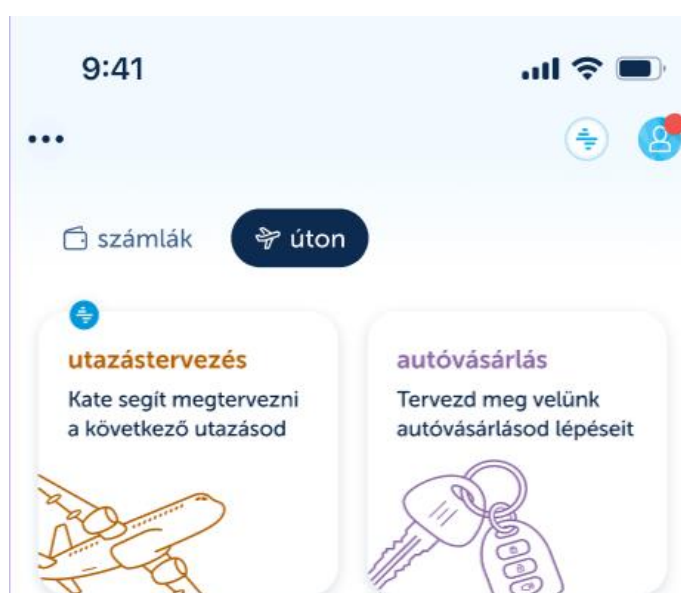 9:41
számlák
úton
utazástervezés
Kate segít megtervezni
a következő utazásod
autóvásárlás
Tervezd meg velünk
autóvásárlásod lépéseit